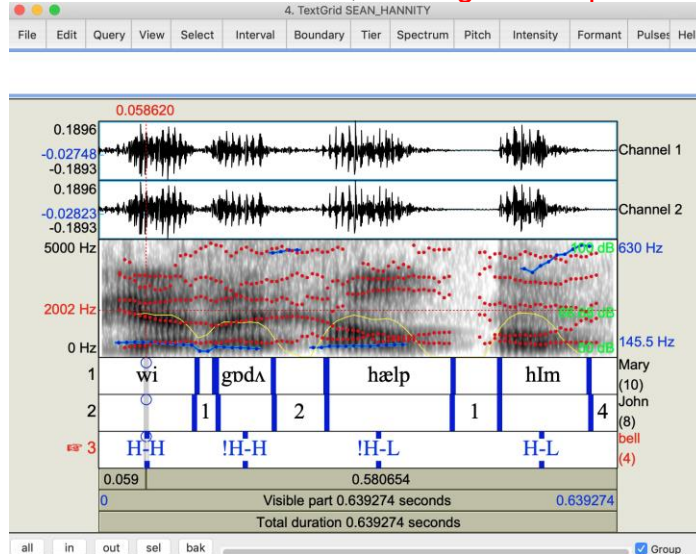 4. TextGrid SEAN_HANNITY
File Edit Query View Select Interval Boundary Tier Spectrum Pitch Intensity Formant Pulses Hel
0.058620
0.1896
-0.02748
-0.1893
Channel 1
0.1896
-0.02823
-0.1893
Channel 2
5000 Hz
100 dB
630 Hz
2002 Hz
0 Hz
50 dB
145.5 Hz
1 wi gɒdʌ hælp hIm Mary (10)
2 1 2 1 4 John (8)
3 H-H !H-H !H-L H-L bell (4)
0.059 0.580654
0 Visible part 0.639274 seconds 0.639274
Total duration 0.639274 seconds
all in out sel bak Group